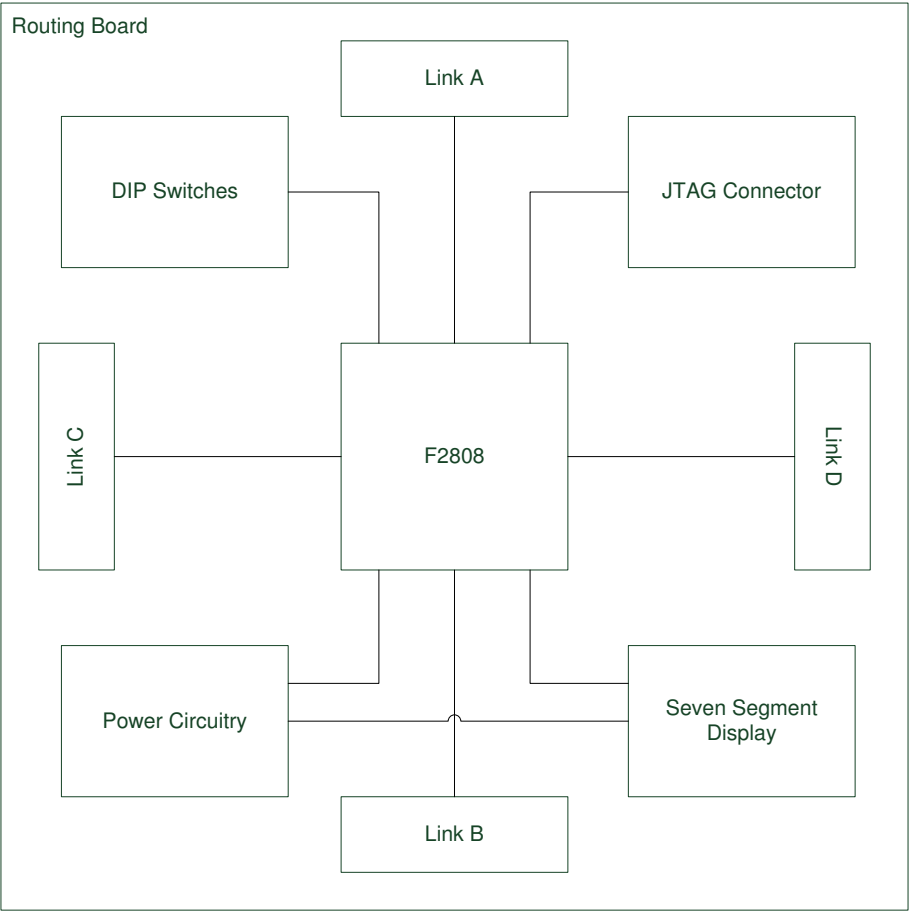 Routing Board
Link A
DIP Switches
JTAG Connector
Link C
F2808
Link D
Power Circuitry
Seven Segment
Display
Link B